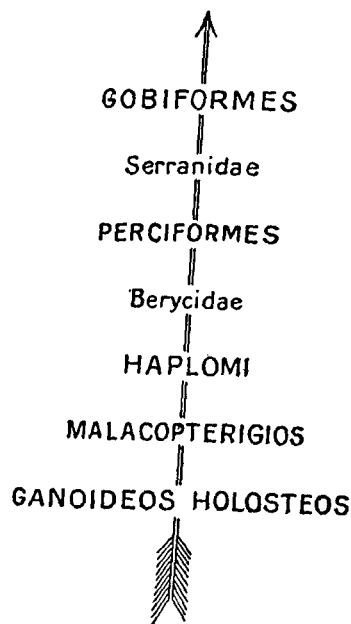 GOBIFORMES
Serranidae
PERCIFORMES
Berycidae
HAPLOMI
MALACOPTERIGIOS
GANOIDEOS HOLOSTEOS